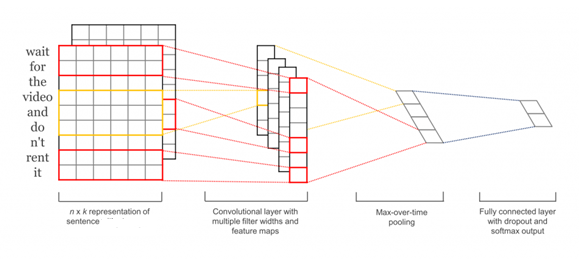 wait
for
the
video
and
do
n't
rent
it
n x k representation of
sentence
Convolutional layer with
multiple filter widths and
feature maps
Max-over-time
pooling
Fully connected layer
with dropout and
softmax output